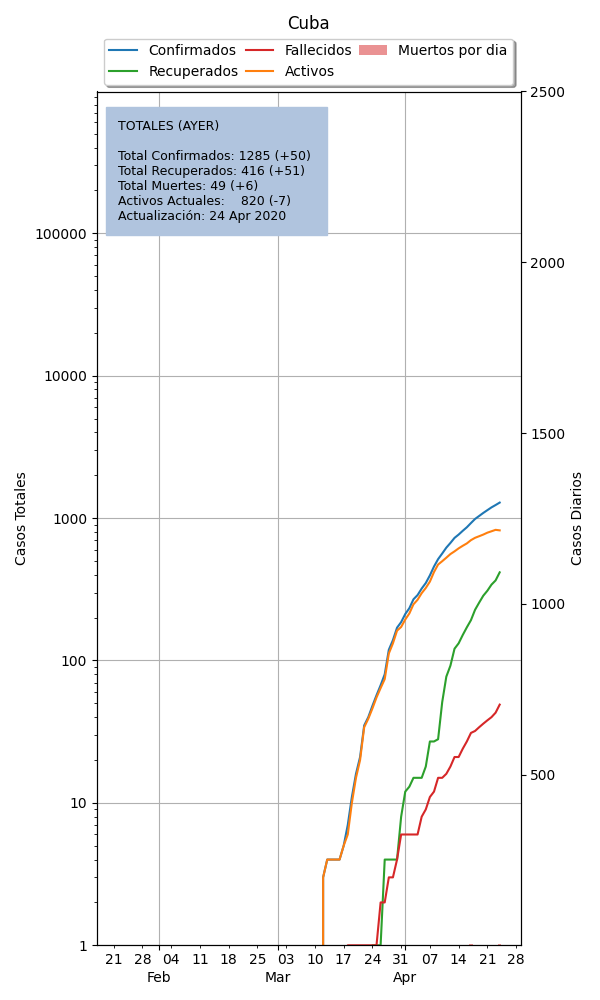 Cuba
Confirmados
Recuperados
Fallecidos
Activos
Muertos por dia
TOTALES (AYER)
Total Confirmados: 1285 (+50)
Total Recuperados: 416 (+51)
Total Muertes: 49 (+6)
Activos Actuales: 820 (-7)
Actualización: 24 Apr 2020
Casos Totales
100000
10000
1000
100
10
1
Casos Diarios
2500
2000
1500
1000
500
21 28 04 11 18 25 03 10 17 24 31 07 14 21 28
Feb Mar Apr